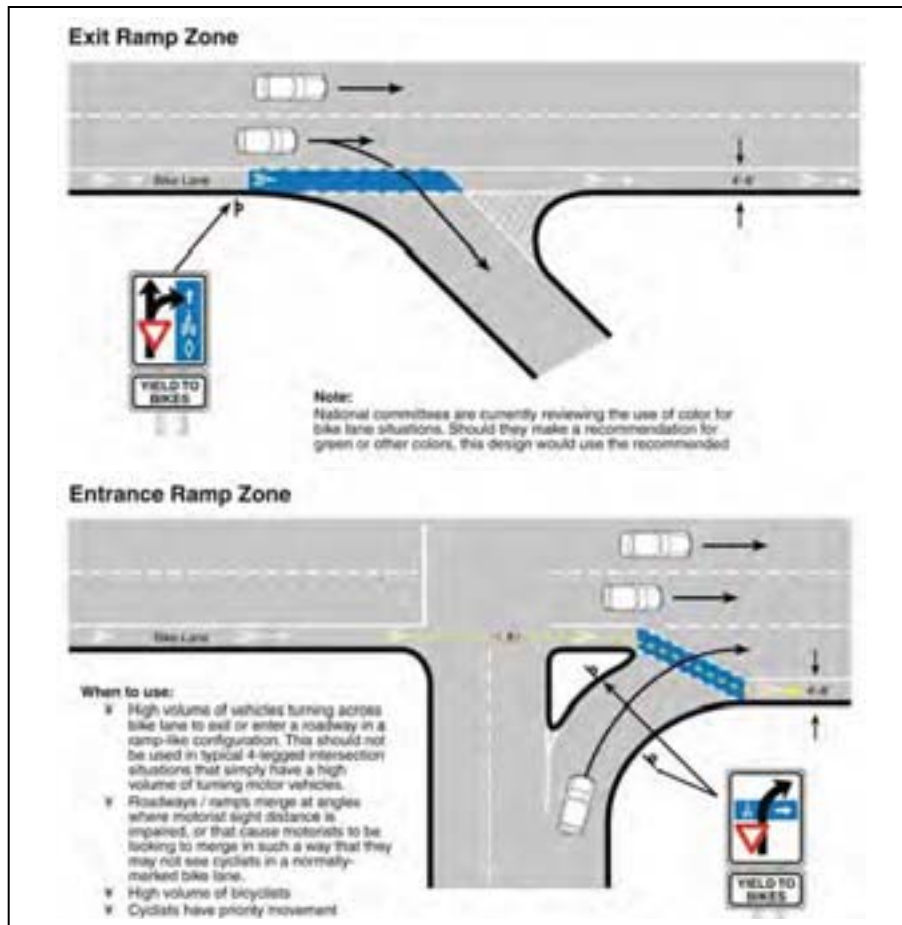 Exit Ramp Zone
Bike Lane
4'-6'
YIELD TO
BIKES
Note:
National committees are currently reviewing the use of color for
bike lane situations. Should they make a recommendation for
green or other colors, this design would use the recommended
Entrance Ramp Zone
Bike Lane
When to use:
¥ High volume of vehicles turning across
bike lane to exit or enter a roadway in a
ramp-like configuration. This should not
be used in typical 4-legged intersection
situations that simply have a high
volume of turning motor vehicles.
¥ Roadways / ramps merge at angles
where motorist sight distance is
impaired, or that cause motorists to be
looking to merge in such a way that they
may not see cyclists in a normally-
marked bike lane.
¥ High volume of bicyclists
¥ Cyclists have priority movement
4'-6'
YIELD TO
BIKES